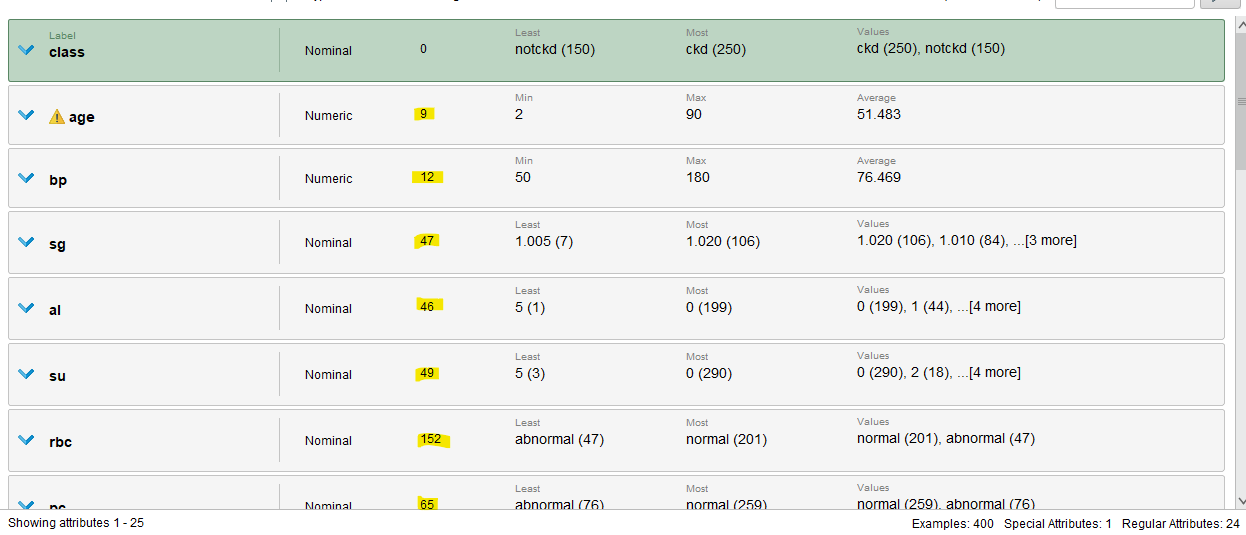 Label
class
Nominal
0
Least
notckd (150)
Most
ckd (250)
Values
ckd (250), notckd (150)
age
Numeric
9
Min
2
Max
90
Average
51.483
bp
Numeric
12
Min
50
Max
180
Average
76.469
sg
Nominal
47
Least
1.005 (7)
Most
1.020 (106)
Values
1.020 (106), 1.010 (84), ...[3 more]
al
Nominal
46
Least
5 (1)
Most
0 (199)
Values
0 (199), 1 (44), ...[4 more]
su
Nominal
49
Least
5 (3)
Most
0 (290)
Values
0 (290), 2 (18), ...[4 more]
rbc
Nominal
152
Least
abnormal (47)
Most
normal (201)
Values
normal (201), abnormal (47)
pc
Nominal
65
Least
abnormal (76)
Most
normal (259)
Values
normal (259), abnormal (76)
Showing attributes 1 - 25
Examples: 400 Special Attributes: 1 Regular Attributes: 24